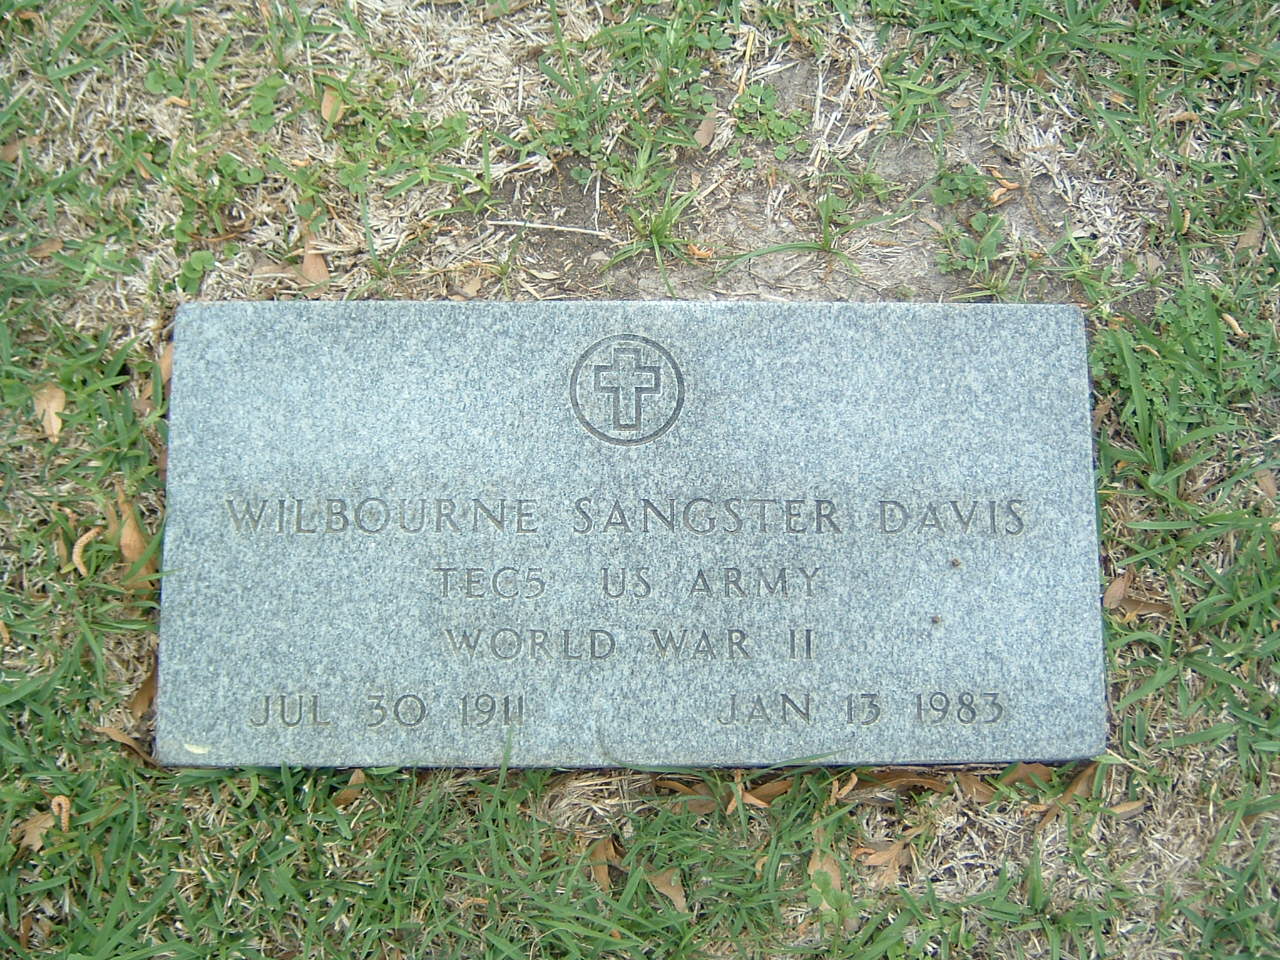 WILBOURNE SANGSTER DAVIS
TEC5 US ARMY
WORLD WAR II
JUL 30 1911 JAN 13 1983